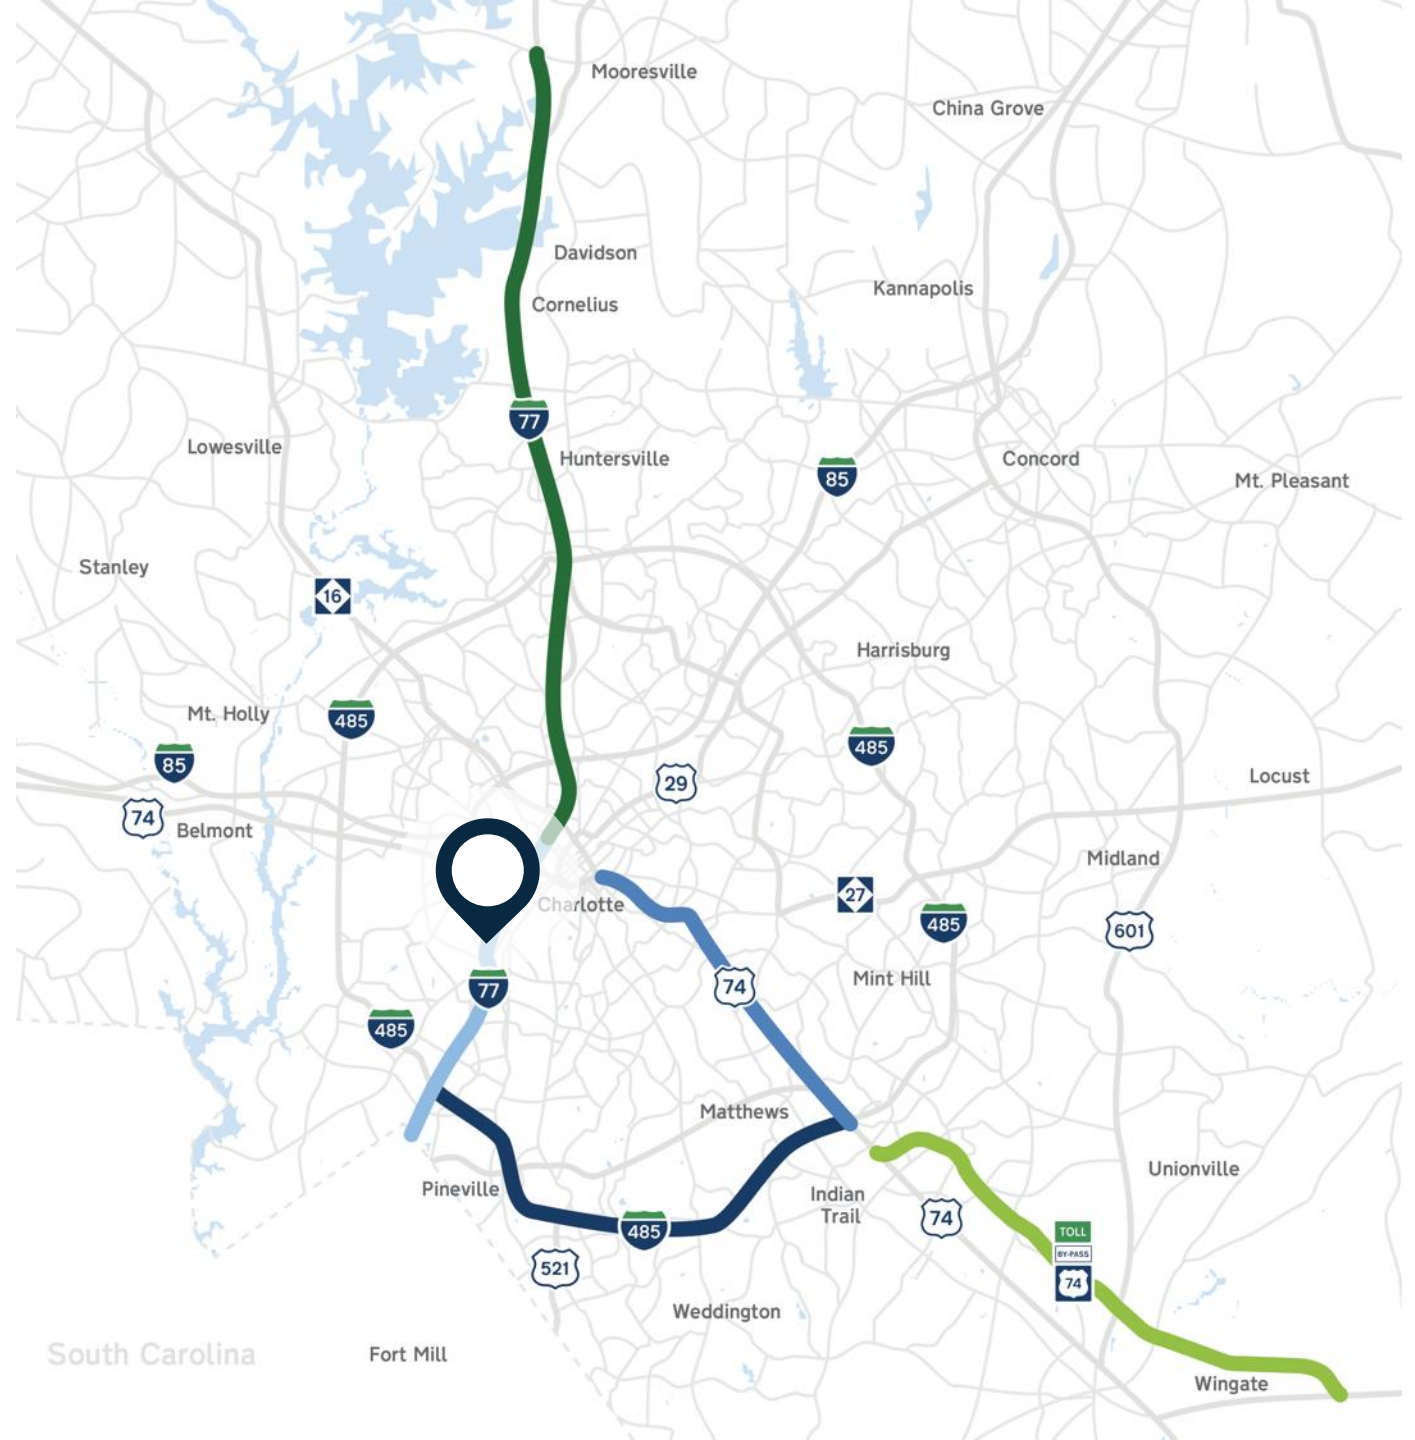 Mooresville
China Grove
Davidson
Kannapolis
Cornelius
77
Lowesville
Huntersville
Concord
85
Mt. Pleasant
Stanley
16
Harrisburg
Mt. Holly
485
485
85
Locust
29
74
Belmont
Midland
27
Charlotte
485
601
Mint Hill
77
74
485
Matthews
Unionville
Pineville
Indian
Trail
74
485
TOLL
BY-PASS
74
521
Weddington
South Carolina
Fort Mill
Wingate